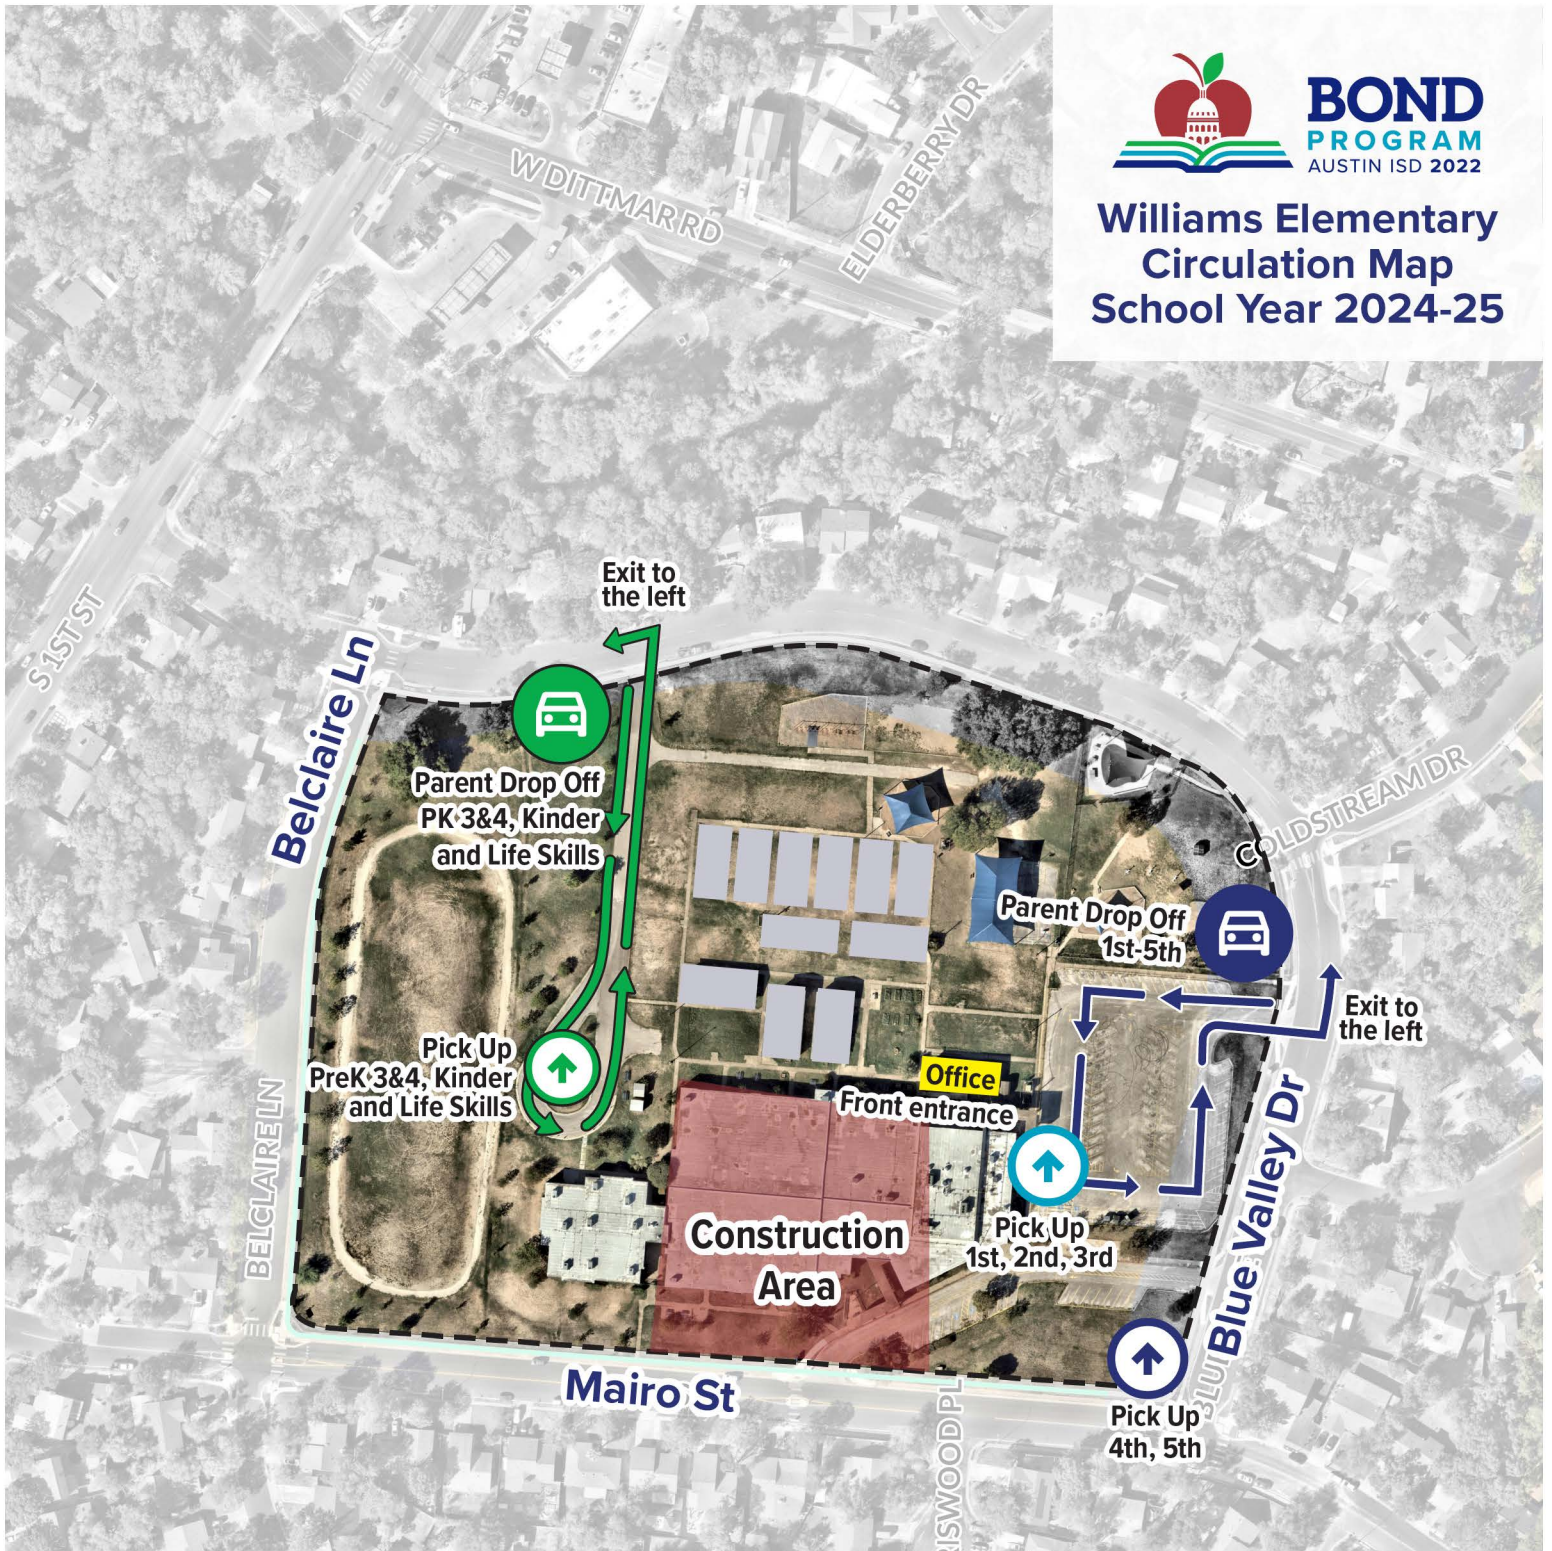 BOND
PROGRAM
AUSTIN ISD 2022
Williams Elementary
Circulation Map
School Year 2024-25
W DITTMAR RD
ELDERBERRY DR
S 1ST ST
Exit to
the left
Belclaire Ln
Parent Drop Off
PK 3&4, Kinder
and Life Skills
COLDSTREAM DR
Parent Drop Off
1st-5th
Exit to
the left
Pick Up
PreK 3&4, Kinder
and Life Skills
Office
Front entrance
BELCLAIRE LN
Pick Up
1st, 2nd, 3rd
Construction
Area
Blue Valley Dr
Mairo St
BLU
RISWOOD PL
Pick Up
4th, 5th